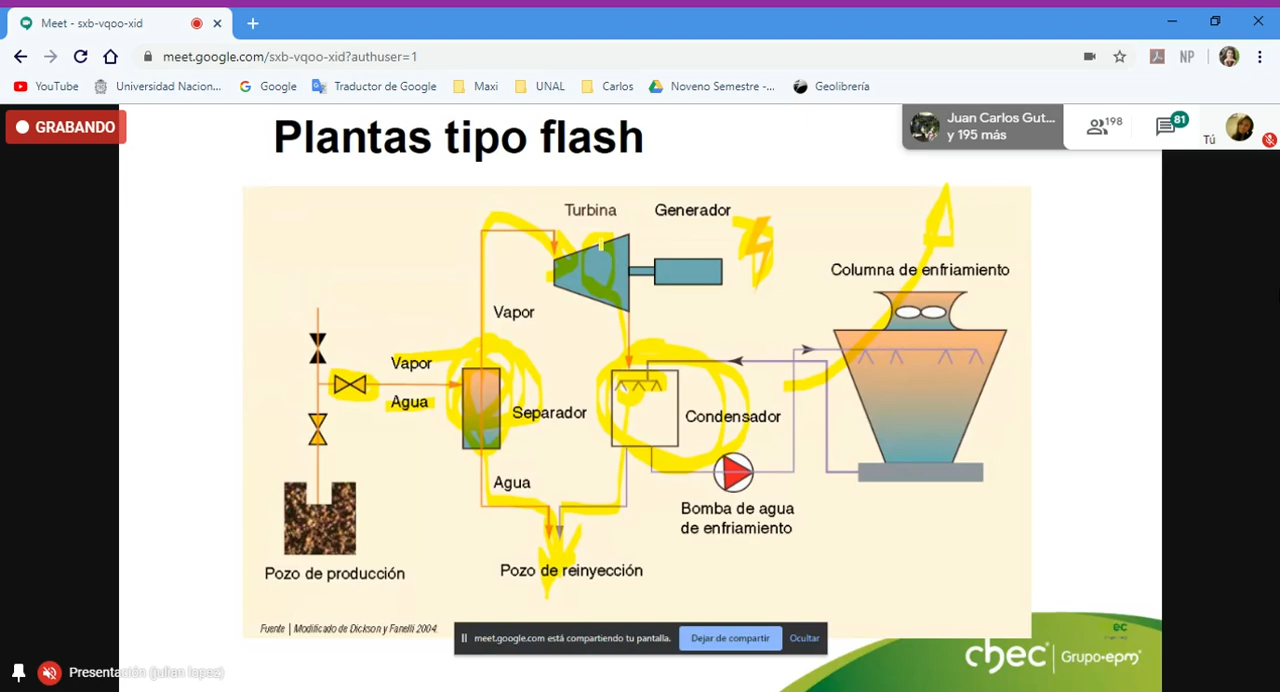 Meet - sxb-vqoo-xid
meet.google.com/sxb-vqoo-xid?authuser=1
NP
YouTube
Universidad Nacion...
Google
Traductor de Google
Maxi
UNAL
Carlos
Noveno Semestre -...
Geolibrería
GRABANDO
Juan Carlos Gut...
y 195 más
198
81
Tú
Plantas tipo flash
Turbina
Generador
Columna de enfriamiento
Vapor
Vapor
Agua
Separador
Condensador
Agua
Bomba de agua
de enfriamiento
Pozo de producción
Pozo de reinyección
Fuente | Modificado de Dickson y Fanelli 2004.
meet.google.com está compartiendo tu pantalla.
Dejar de compartir
Ocultar
ec
chec
Grupo·epm®
Presentación (julian lopez)